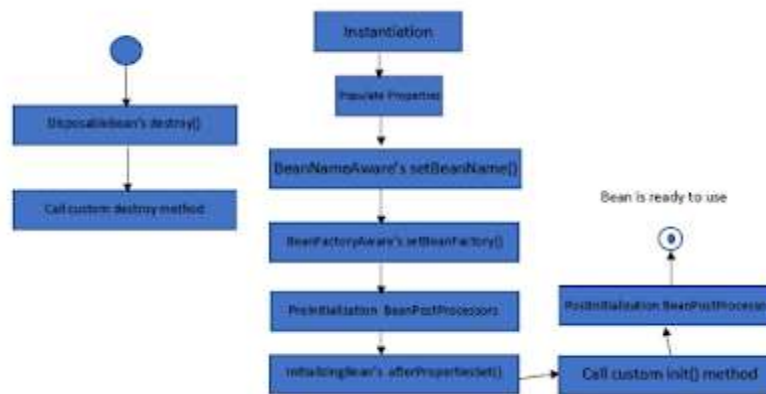 Instantiation
Populate Properties
DisposableBean's destroy()
Call custom destroy method
BeanNameAware's setBeanName()
BeanFactoryAware's setBeanFactory()
PreInitialization BeanPostProcessors
InitializingBean's afterPropertiesSet()
Call custom init() method
PostInitialization BeanPostProcessor
Bean is ready to use